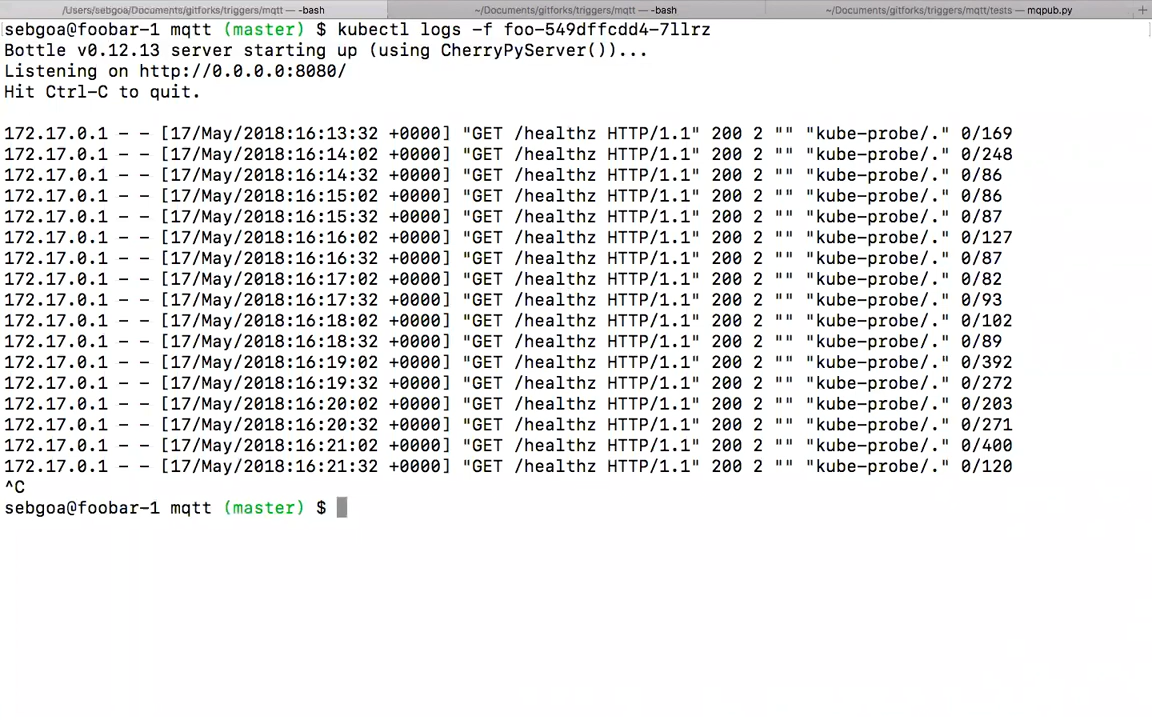 /Users/sebgoa/Documents/gitforks/triggers/mqtt — -bash
~/Documents/gitforks/triggers/mqtt — -bash
~/Documents/gitforks/triggers/mqtt/tests — mqpub.py
+
sebgoa@foobar-1 mqtt (master) $ kubectl logs -f foo-549dffcdd4-7llrz
Bottle v0.12.13 server starting up (using CherryPyServer())...
Listening on http://0.0.0.0:8080/
Hit Ctrl-C to quit.
172.17.0.1 - - [17/May/2018:16:13:32 +0000] "GET /healthz HTTP/1.1" 200 2 "" "kube-probe/." 0/169
172.17.0.1 - - [17/May/2018:16:14:02 +0000] "GET /healthz HTTP/1.1" 200 2 "" "kube-probe/." 0/248
172.17.0.1 - - [17/May/2018:16:14:32 +0000] "GET /healthz HTTP/1.1" 200 2 "" "kube-probe/." 0/86
172.17.0.1 - - [17/May/2018:16:15:02 +0000] "GET /healthz HTTP/1.1" 200 2 "" "kube-probe/." 0/86
172.17.0.1 - - [17/May/2018:16:15:32 +0000] "GET /healthz HTTP/1.1" 200 2 "" "kube-probe/." 0/87
172.17.0.1 - - [17/May/2018:16:16:02 +0000] "GET /healthz HTTP/1.1" 200 2 "" "kube-probe/." 0/127
172.17.0.1 - - [17/May/2018:16:16:32 +0000] "GET /healthz HTTP/1.1" 200 2 "" "kube-probe/." 0/87
172.17.0.1 - - [17/May/2018:16:17:02 +0000] "GET /healthz HTTP/1.1" 200 2 "" "kube-probe/." 0/82
172.17.0.1 - - [17/May/2018:16:17:32 +0000] "GET /healthz HTTP/1.1" 200 2 "" "kube-probe/." 0/93
172.17.0.1 - - [17/May/2018:16:18:02 +0000] "GET /healthz HTTP/1.1" 200 2 "" "kube-probe/." 0/102
172.17.0.1 - - [17/May/2018:16:18:32 +0000] "GET /healthz HTTP/1.1" 200 2 "" "kube-probe/." 0/89
172.17.0.1 - - [17/May/2018:16:19:02 +0000] "GET /healthz HTTP/1.1" 200 2 "" "kube-probe/." 0/392
172.17.0.1 - - [17/May/2018:16:19:32 +0000] "GET /healthz HTTP/1.1" 200 2 "" "kube-probe/." 0/272
172.17.0.1 - - [17/May/2018:16:20:02 +0000] "GET /healthz HTTP/1.1" 200 2 "" "kube-probe/." 0/203
172.17.0.1 - - [17/May/2018:16:20:32 +0000] "GET /healthz HTTP/1.1" 200 2 "" "kube-probe/." 0/271
172.17.0.1 - - [17/May/2018:16:21:02 +0000] "GET /healthz HTTP/1.1" 200 2 "" "kube-probe/." 0/400
172.17.0.1 - - [17/May/2018:16:21:32 +0000] "GET /healthz HTTP/1.1" 200 2 "" "kube-probe/." 0/120
^C
sebgoa@foobar-1 mqtt (master) $